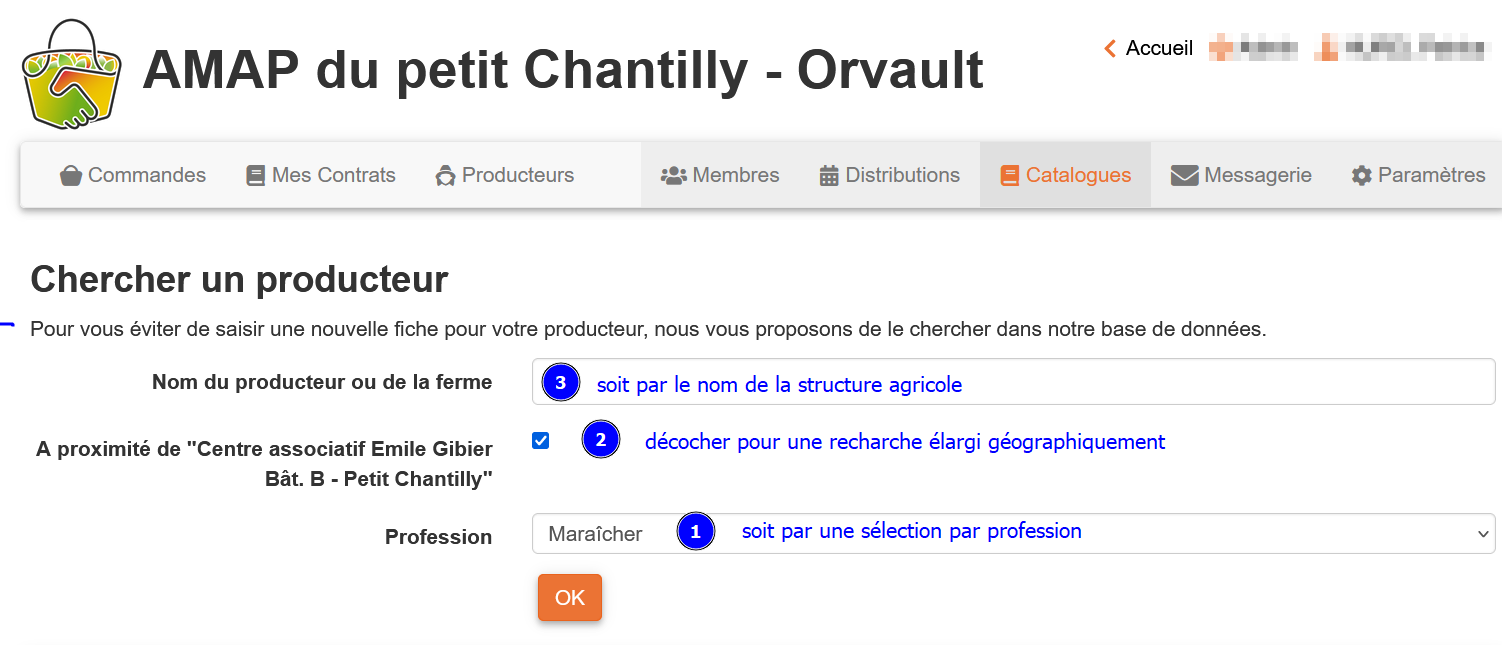 AMAP du petit Chantilly - Orvault
Accueil
Commandes Mes Contrats Producteurs Membres Distributions Catalogues Messagerie Paramètres
Chercher un producteur
Pour vous éviter de saisir une nouvelle fiche pour votre producteur, nous vous proposons de le chercher dans notre base de données.
Nom du producteur ou de la ferme 3 soit par le nom de la structure agricole
A proximité de "Centre associatif Emile Gibier 2 décocher pour une recharche élargi géographiquement
Bât. B - Petit Chantilly"
Profession Maraîcher 1 soit par une sélection par profession
OK